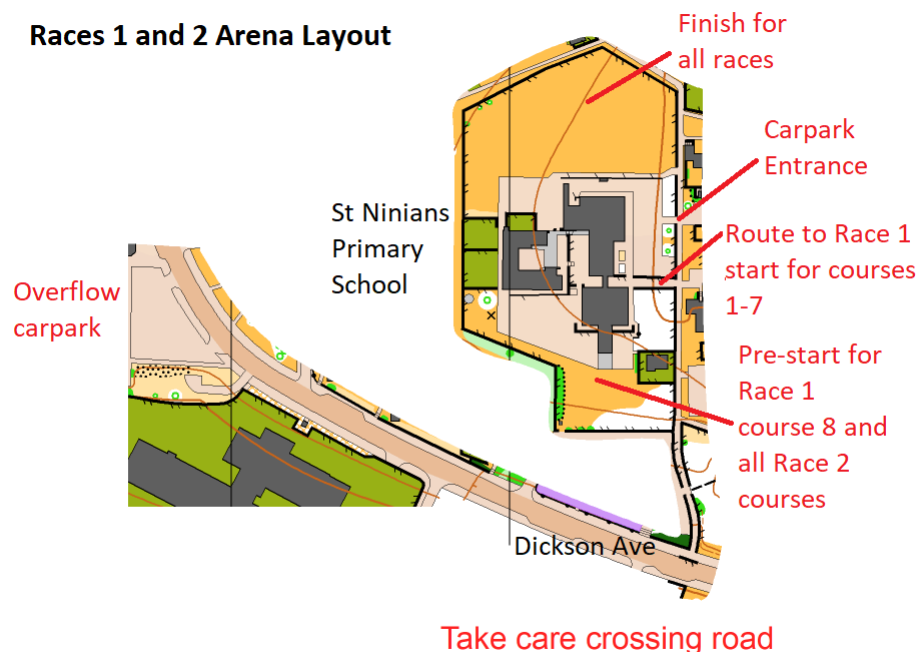 Races 1 and 2 Arena Layout
Finish for
all races
Carpark
Entrance
St Ninians
Primary
School
Route to Race 1
start for courses
1-7
Overflow
carpark
Pre-start for
Race 1
course 8 and
all Race 2
courses
Dickson Ave
Take care crossing road